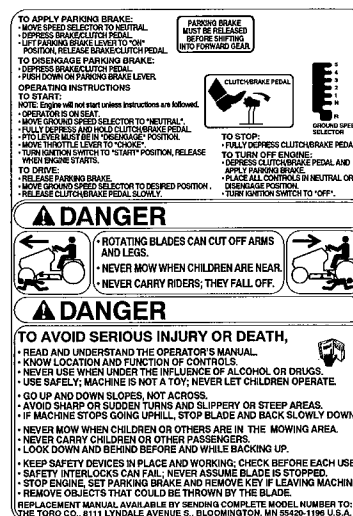 TO APPLY PARKING BRAKE:
• MOVE SPEED SELECTOR TO NEUTRAL.
• DEPRESS BRAKE/CLUTCH PEDAL.
• LIFT PARKING BRAKE LEVER TO "ON"
POSITION, RELEASE BRAKE/CLUTCH PEDAL.
TO DISENGAGE PARKING BRAKE:
• DEPRESS BRAKE/CLUTCH PEDAL.
• PUSH DOWN ON PARKING BRAKE LEVER.
PARKING BRAKE
MUST BE RELEASED
BEFORE SHIFTING
INTO FORWARD GEAR.
OPERATING INSTRUCTIONS
TO START:
NOTE: Engine will not start unless instructions are followed.
• OPERATOR IS ON SEAT.
• MOVE GROUND SPEED SELECTOR TO "NEUTRAL".
• FULLY DEPRESS AND HOLD CLUTCH/BRAKE PEDAL.
• PTO LEVER MUST BE IN "DISENGAGE" POSITION.
• MOVE THROTTLE LEVER TO "CHOKE".
• TURN IGNITION SWITCH TO "START" POSITION, RELEASE
WHEN ENGINE STARTS.
TO DRIVE:
• RELEASE PARKING BRAKE.
• MOVE GROUND SPEED SELECTOR TO DESIRED POSITION.
• RELEASE CLUTCH/BRAKE PEDAL SLOWLY.
CLUTCH/BRAKE PEDAL
5
4
3
2
1
N
R
GROUND SPEE
SELECTOR
TO STOP:
• FULLY DEPRESS CLUTCH/BRAKE PEDA
TO TURN OFF ENGINE:
• DEPRESS CLUTCH/BRAKE PEDAL AND
APPLY PARKING BRAKE.
• PLACE ALL CONTROLS IN NEUTRAL OR
DISENGAGE POSITION.
• TURN IGNITION SWITCH TO "OFF".
DANGER
• ROTATING BLADES CAN CUT OFF ARMS
AND LEGS.
• NEVER MOW WHEN CHILDREN ARE NEAR.
• NEVER CARRY RIDERS; THEY FALL OFF.
DANGER
TO AVOID SERIOUS INJURY OR DEATH,
• READ AND UNDERSTAND THE OPERATOR'S MANUAL.
• KNOW LOCATION AND FUNCTION OF CONTROLS.
• NEVER USE WHEN UNDER THE INFLUENCE OF ALCOHOL OR DRUGS.
• USE SAFELY; MACHINE IS NOT A TOY; NEVER LET CHILDREN OPERATE.
• GO UP AND DOWN SLOPES, NOT ACROSS.
• AVOID SHARP OR SUDDEN TURNS AND SLIPPERY OR STEEP AREAS.
• IF MACHINE STOPS GOING UPHILL, STOP BLADE AND BACK SLOWLY DOWN
• NEVER MOW WHEN CHILDREN OR OTHERS ARE IN THE MOWING AREA.
• NEVER CARRY CHILDREN OR OTHER PASSENGERS.
• LOOK DOWN AND BEHIND BEFORE AND WHILE BACKING UP.
• KEEP SAFETY DEVICES IN PLACE AND WORKING; CHECK BEFORE EACH USE
• SAFETY INTERLOCKS CAN FAIL; NEVER ASSUME BLADE IS STOPPED.
• STOP ENGINE, SET PARKING BRAKE AND REMOVE KEY IF LEAVING MACHIN
• REMOVE OBJECTS THAT COULD BE THROWN BY THE BLADE.
REPLACEMENT MANUAL AVAILABLE BY SENDING COMPLETE MODEL NUMBER TO:
THE TORO CO., 8111 LYNDALE AVENUE S., BLOOMINGTON, MN 55420-1196 U.S.A.